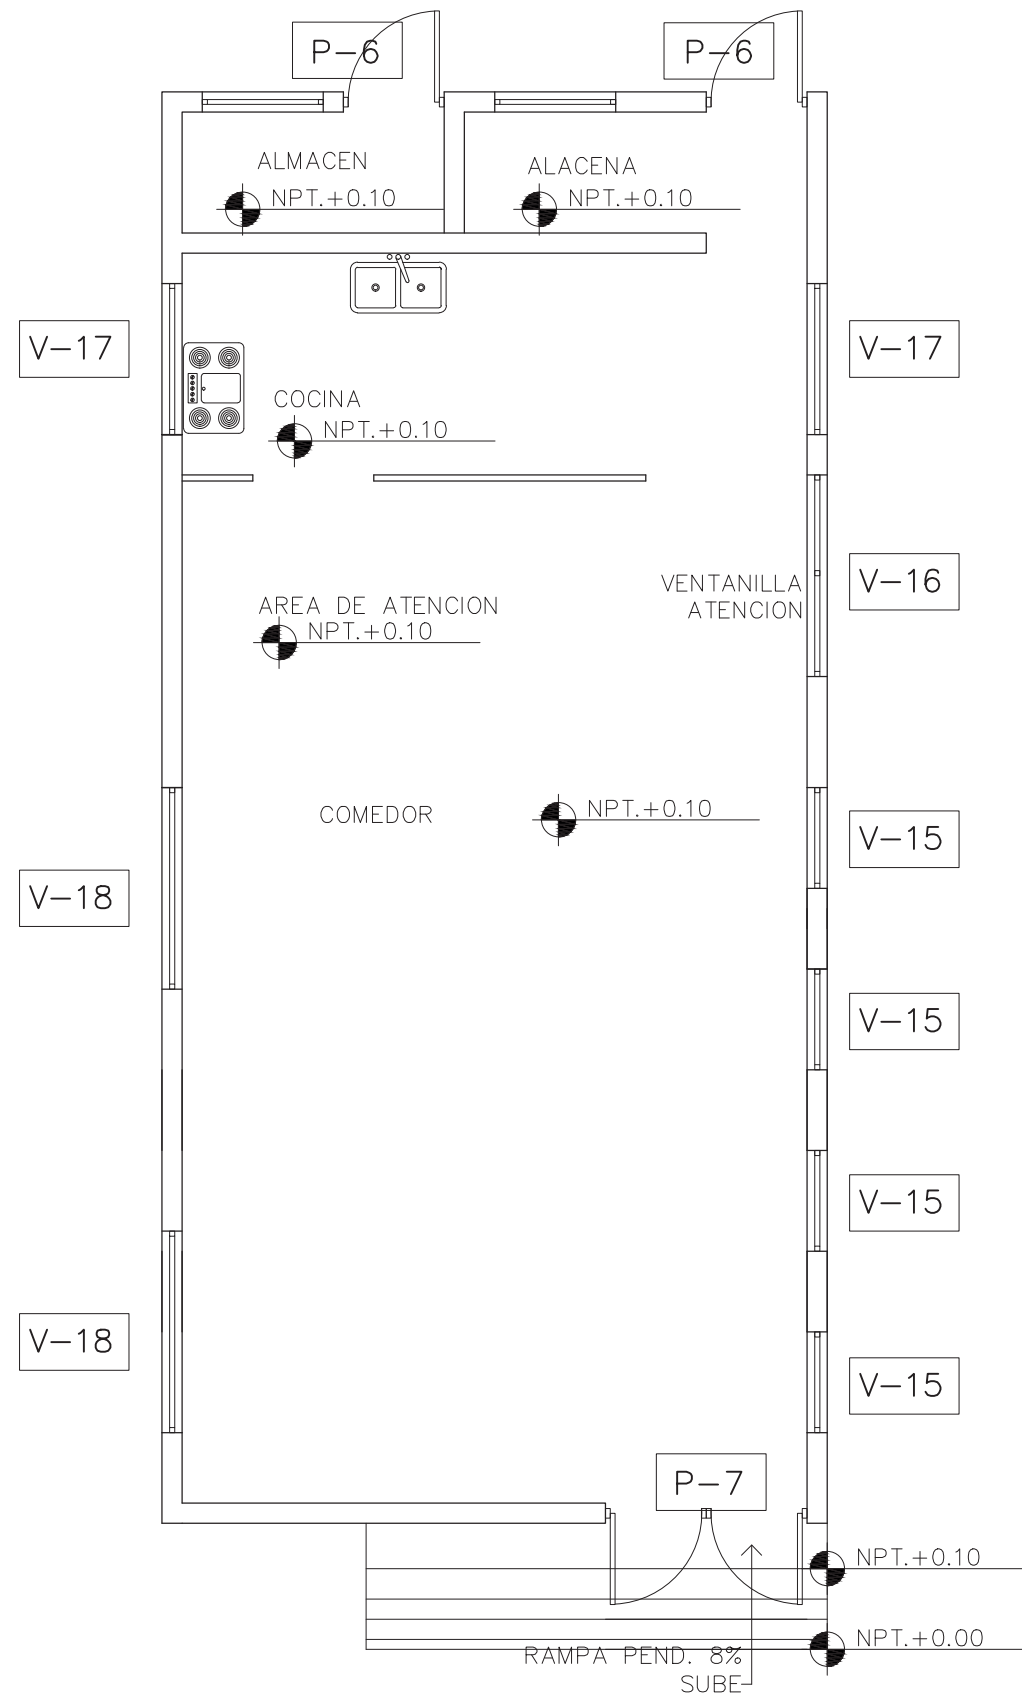 P-6
P-6
ALMACEN
NPT.+0.10
ALACENA
NPT.+0.10
V-17
V-17
COCINA
NPT.+0.10
V-16
VENTANILLA
ATENCION
AREA DE ATENCION
NPT.+0.10
COMEDOR
NPT.+0.10
V-15
V-18
V-15
V-15
V-18
V-15
P-7
NPT.+0.10
NPT.+0.00
RAMPA PEND. 8%
SUBE